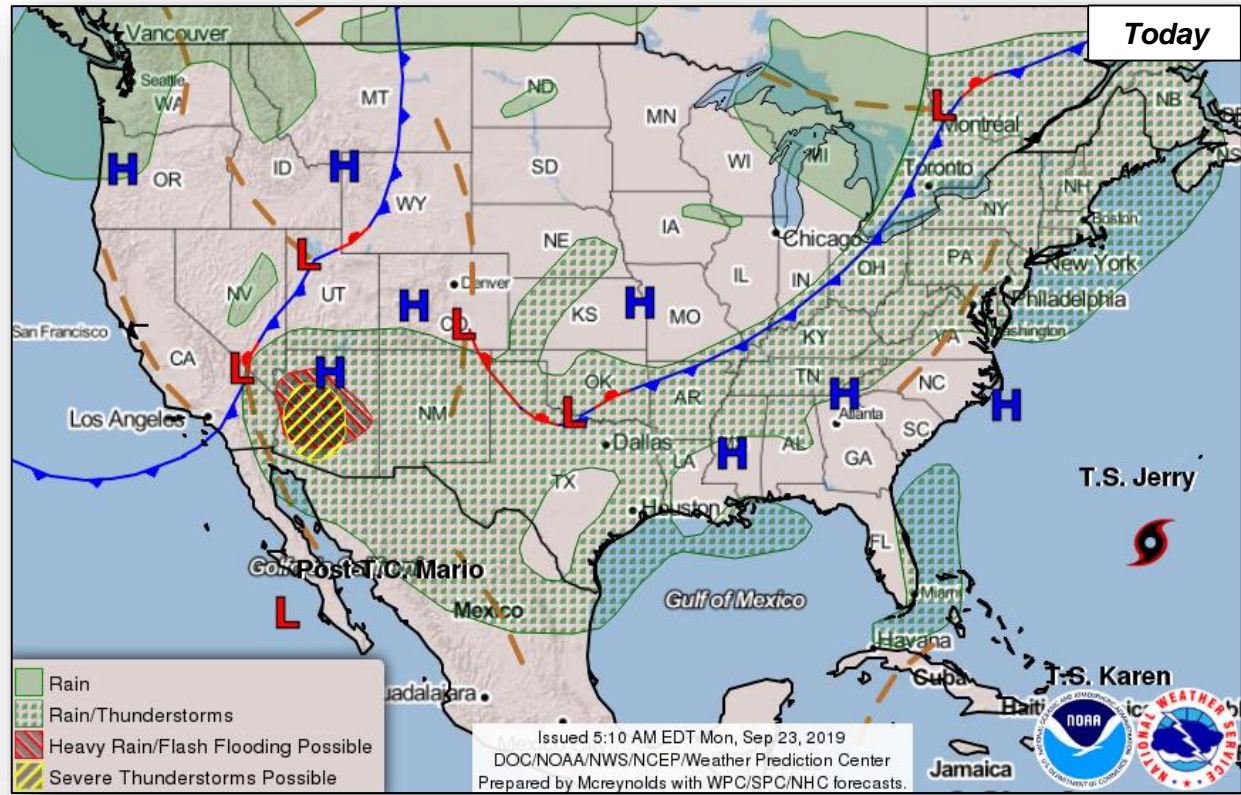 Today
Vancouver
Seattle
WA
MT
ND
MN
Montréal
NB
OR
ID
WY
SD
WI
MI
Toronto
NH
NY
Boston
IA
Chicago
NE
PA
New York
NV
UT
Denver
CO
KS
MO
IL
IN
OH
Philadelphia
San Francisco
CA
KY
VA
Washington
Los Angeles
NM
OK
AR
TN
NC
Atlanta
SC
Dallas
LA
AL
GA
TX
Houston
T.S. Jerry
FL
Post-T.C. Mario
Mexico
Gulf of Mexico
Miami
Havana
Cuba
T.S. Karen
Jamaica
H
H
H
H
H
H
H
H
L
L
L
L
L
L
Rain
Rain/Thunderstorms
Heavy Rain/Flash Flooding Possible
Severe Thunderstorms Possible
Issued 5:10 AM EDT Mon, Sep 23, 2019
DOC/NOAA/NWS/NCEP/Weather Prediction Center
Prepared by Mcreynolds with WPC/SPC/NHC forecasts.
NOAA
NATIONAL WEATHER SERVICE